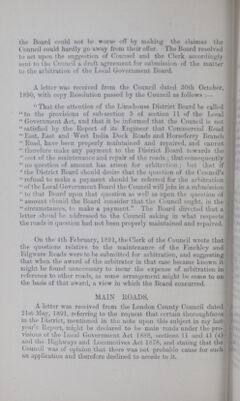 the Board could not be worse off by making the claims the
Council could hardly go away from their offer. The Board resolved
to act upon the suggestion of Counsel and the Clerk accordingly
sent to the Council a draft agreement for submission of the matter
to the arbitration of the Local Government Board.
A letter was received from the Council dated 20th October,
1890, with copy Resolution passed by the Council as follows:—
"That the attention of the Limehouse District Board be called
"to the provisions of sub-section 3 of section 11 of the Local
"Government Act, and that it be informed that the Council is not
"satisfied by the Report of its Engineer that Commercial Road
"East, East and West India Dock Roads and Horseferry Branch
"Road, have been properly maintained and repaired, and cannot
"therefore make any payment to the District Board towards the
"cost of the maintenance and repair of the roads; that consequently
"no question of amount has arisen for arbitration; but that if
"the District Board should desire that the question of the Council's
"refusal to make a payment should be referred for the arbitration
"of the Local Government Board the Council will join in a submission
"to that Board upon that question as well as upon the question of
"amount should the Board consider that the Council ought, in the
"circumstances, to make a payment." The Board directed that a
letter should be addressed to the Council asking in what respects
the roads in question had not been properly maintained and repaired.
On the 4th February, 1891, the Clerk of the Council wrote that
the questions relative to the maintenance of the Finchley and
Edgware Roads were to be submitted for arbitration, and suggesting
that when the award of the arbitrator in that case became known it
might be found unnecessary to incur the expense of arbitration in
reference to other roads, as some arrangement might be come to on
the basis of that award, a view in which the Board concurred.
MAIN ROADS.
A letter was received from the London County Council dated
21st May, 1891, referring to the request that certain thoroughfares
in the District, mentioned in the note upon this subject in my last
year's Report, might be declared to be main roads under the pro-
visions of the Local Government Act 1888, sections 11 and 41 (4)
and the Highways and Locomotives Act 1878, and stating that the
Council was of opinion that there was not probable cause for such
an application and therefore declined to accede to it.